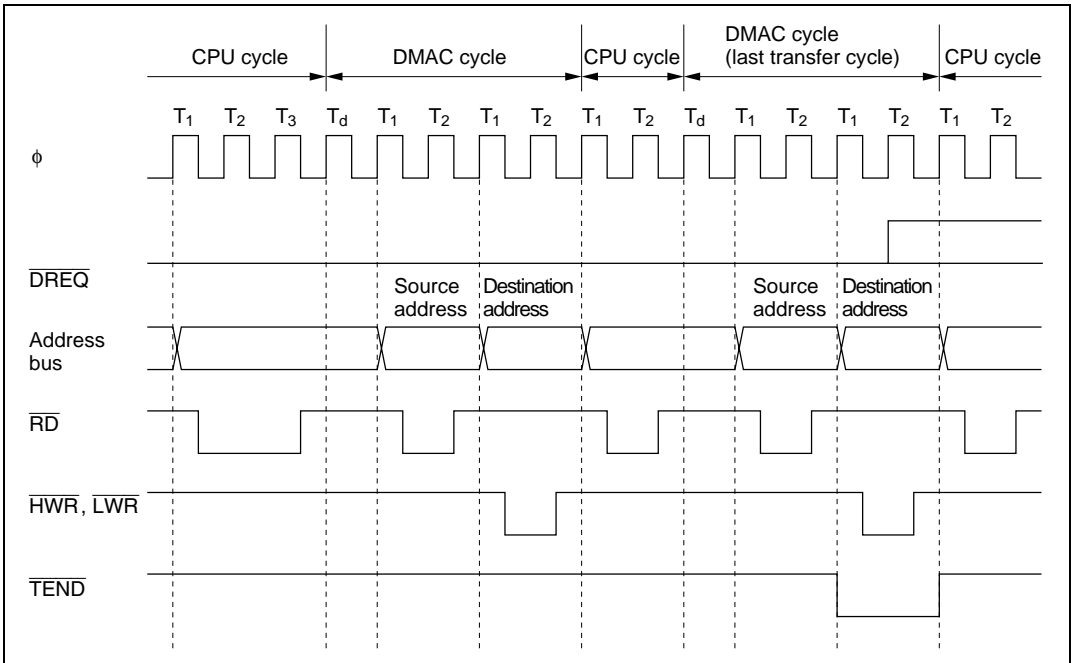 CPU cycle DMAC cycle CPU cycle DMAC cycle (last transfer cycle) CPU cycle
T1 T2 T3 Td T1 T2 T1 T2 T1 T2 Td T1 T2 T1 T2 T1 T2
φ
DREQ
Source address Destination address Source address Destination address
Address bus
RD
HWR, LWR
TEND